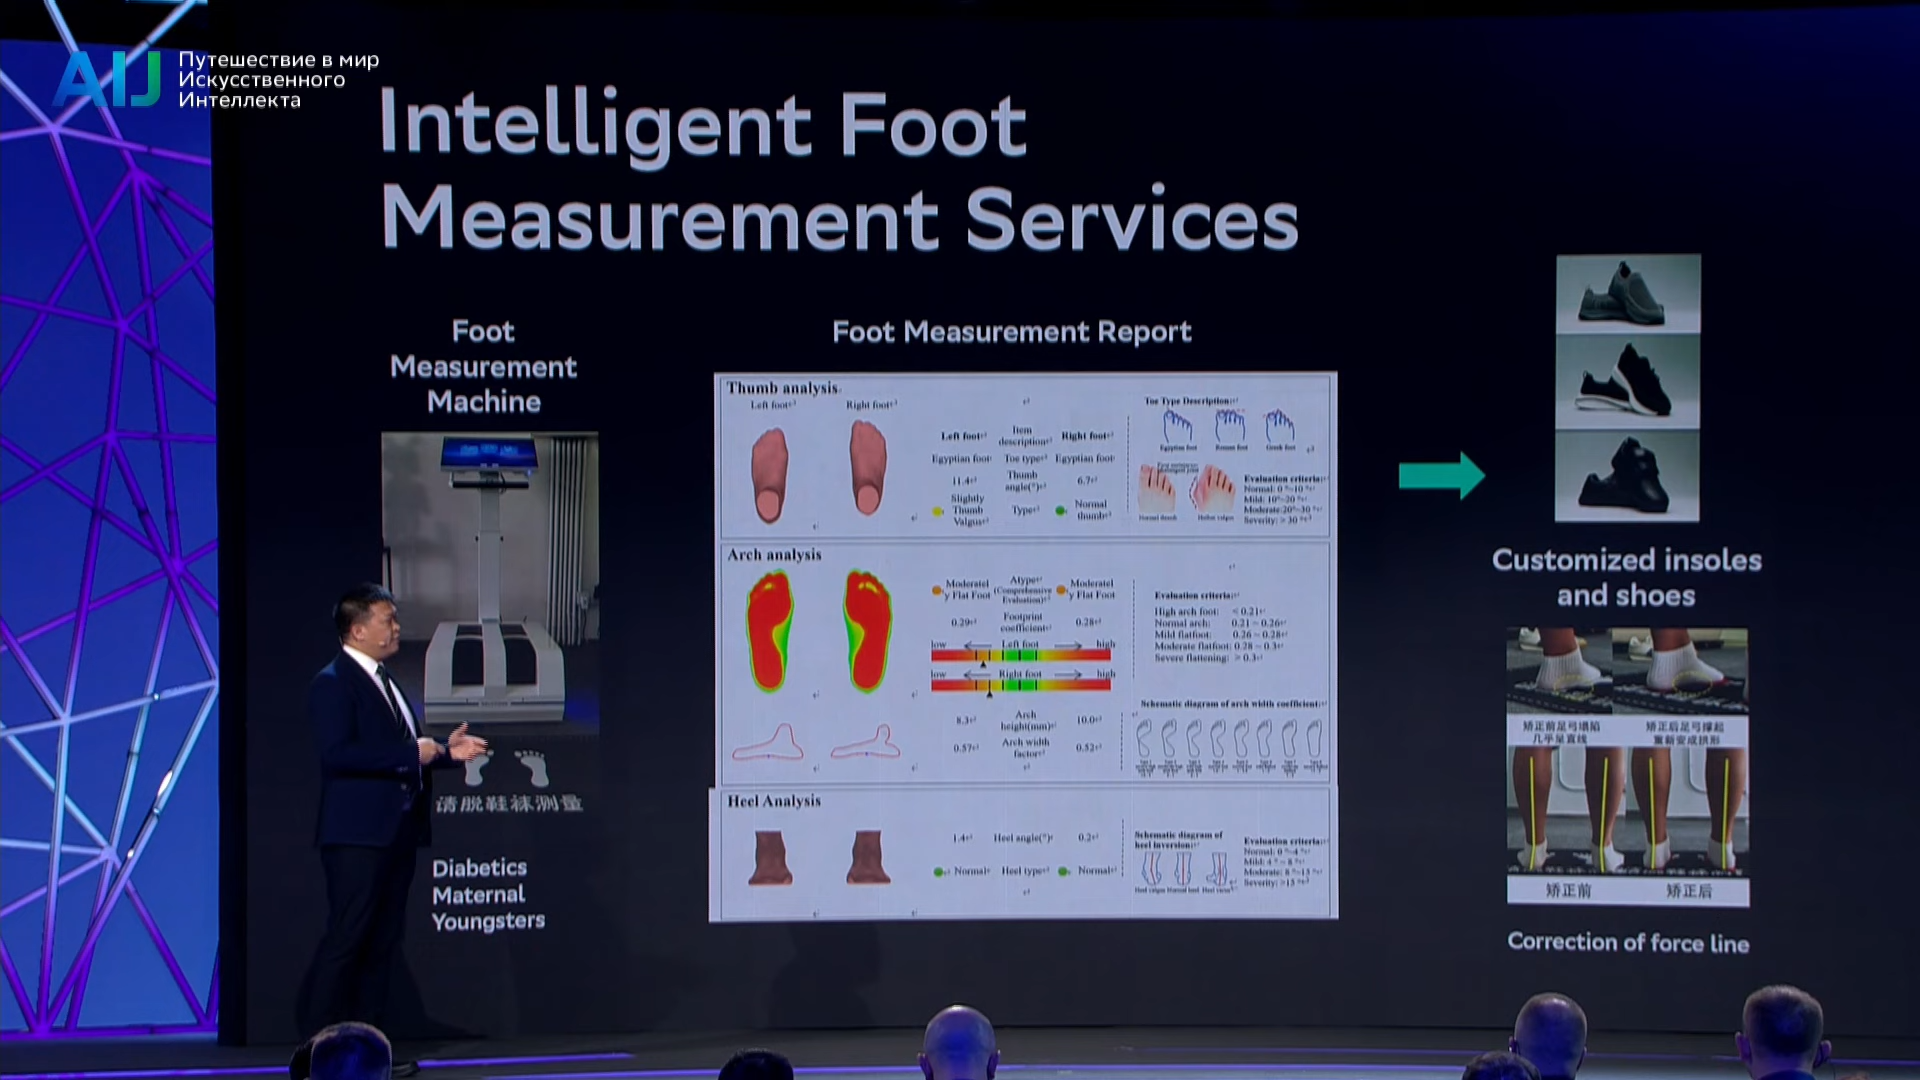 AIJ
Путешествие в мир
Искусственного
Интеллекта
Intelligent Foot
Measurement Services
Foot
Measurement
Machine
请脱鞋袜测量
Diabetics
Maternal
Youngsters
Foot Measurement Report
Thumb analysis
Left foot
Right foot
Left foot Item description Right foot
Egyptian foot Toe type Egyptian foot
11.4 Thumb angle(°) 6.7
Slightly Thumb Valgus Type Normal thumb
Toe Type Description:
Egyptian foot Roman foot Greek foot
Normal thumb Hallux valgus
Evaluation criteria:
Normal: 0 °~10 °
Mild: 10°~20 °
Moderate:20°~30 °
Severity: > 30 °
Arch analysis
Moderatel
y Flat Foot
Atype
(Comprehensive
Evaluation)
Moderatel
y Flat Foot
0.29 Footprint coefficient 0.28
low Left foot high
low Right foot high
8.3 Arch height(mm) 10.0
0.57 Arch width factor 0.52
Evaluation criteria:
High arch foot: <0.21
Normal arch: 0.21 ~ 0.26
Mild flatfoot: 0.26 ~ 0.28
Moderate flatfoot: 0.28 ~ 0.3
Severe flattening: > 0.3
Schematic diagram of arch width coefficient:
Heel Analysis
1.4 Heel angle(°) 0.2
Normal Heel type Normal
Schematic diagram of
heel inversion:
Heel valgus Normal heel Heel varus
Evaluation criteria:
Normal: 0 °~4 °
Mild: 4 ° ~ 8 °
Moderate: 8 °~15 °
Severity: >15 °
Customized insoles
and shoes
矫正前足弓塌陷
几乎是直线
矫正后足弓撑起
重新变成拱形
矫正前
矫正后
Correction of force line